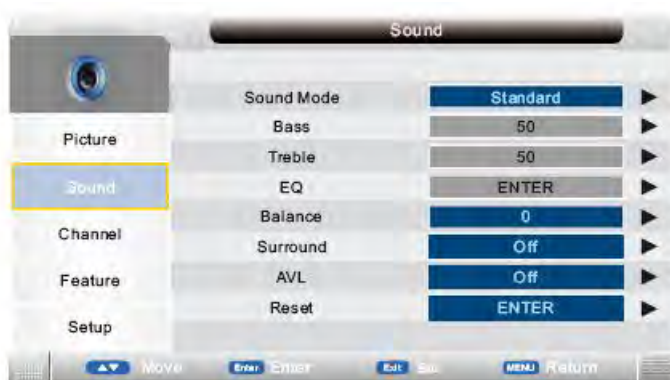 Sound
Picture
Sound
Channel
Feature
Setup
Sound Mode Standard
Bass 50
Treble 50
EQ ENTER
Balance 0
Surround Off
AVL Off
Reset ENTER
Move Enter Enter Exit MENU Return